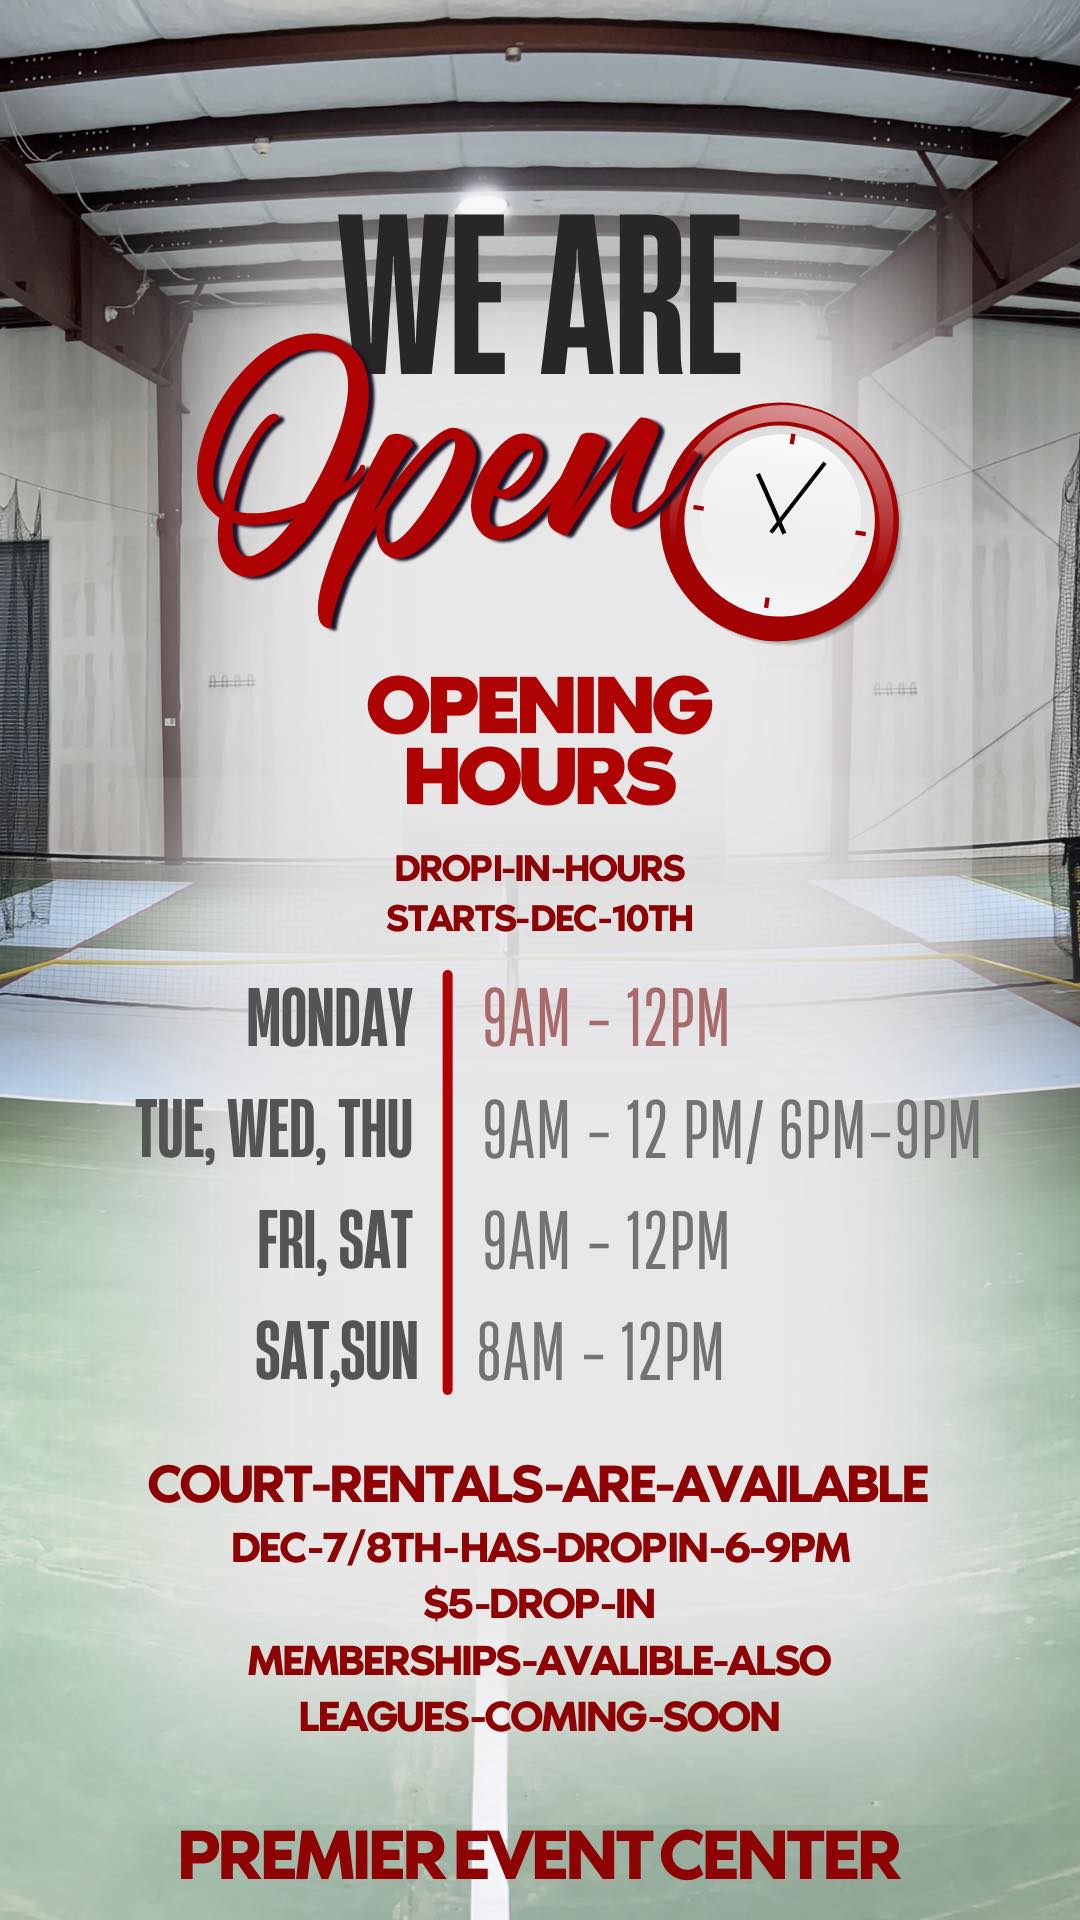 WE ARE
Open
OPENING
HOURS
DROPI-IN-HOURS
STARTS-DEC-10TH
MONDAY 9AM - 12PM
TUE, WED, THU 9AM - 12 PM/ 6PM-9PM
FRI, SAT 9AM - 12PM
SAT,SUN 8AM - 12PM
COURT-RENTALS-ARE-AVAILABLE
DEC-7/8TH-HAS-DROPIN-6-9PM
$5-DROP-IN
MEMBERSHIPS-AVALIBLE-ALSO
LEAGUES-COMING-SOON
PREMIER EVENT CENTER